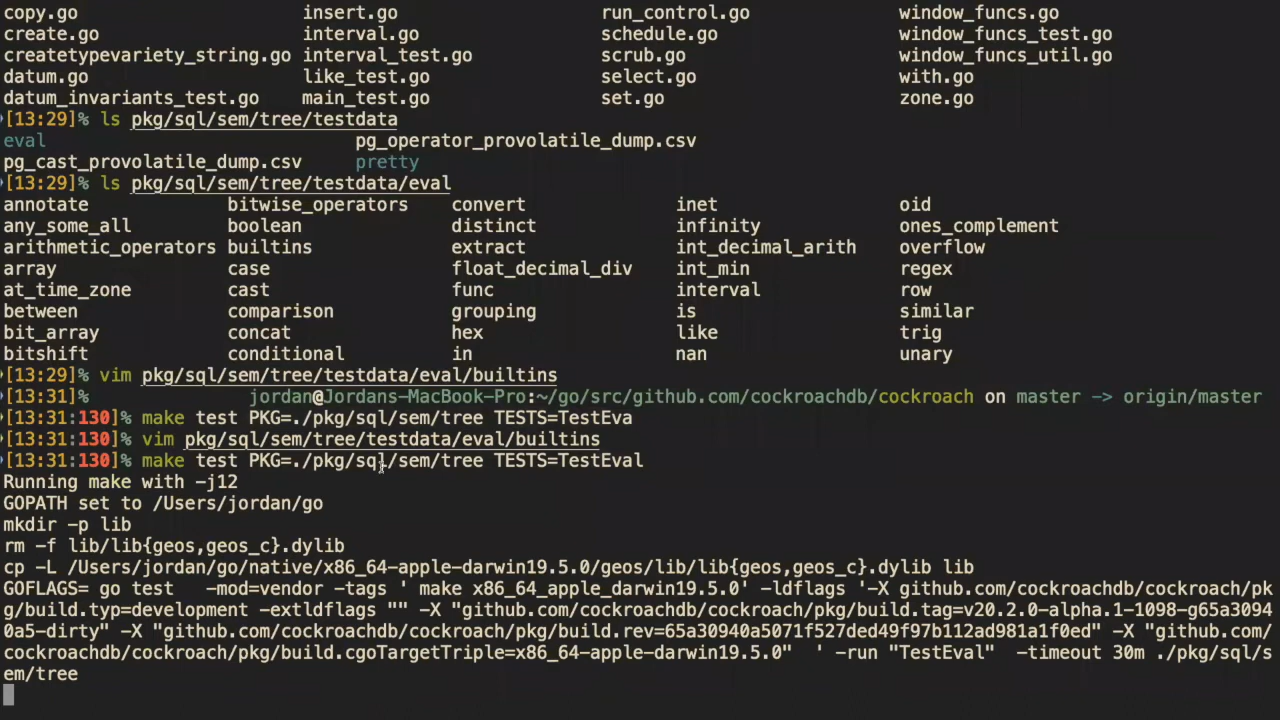 copy.go insert.go run_control.go window_funcs.go
create.go interval.go schedule.go window_funcs_test.go
createtypevariety_string.go interval_test.go scrub.go window_funcs_util.go
datum.go like_test.go select.go with.go
datum_invariants_test.go main_test.go set.go zone.go
[13:29]% ls pkg/sql/sem/tree/testdata
eval pg_operator_provolatile_dump.csv
pg_cast_provolatile_dump.csv pretty
[13:29]% ls pkg/sql/sem/tree/testdata/eval
annotate bitwise_operators convert inet oid
any_some_all boolean distinct infinity ones_complement
arithmetic_operators builtins extract int_decimal_arith overflow
array case float_decimal_div int_min regex
at_time_zone cast func interval row
between comparison grouping is similar
bit_array concat hex like trig
bitshift conditional in nan unary
[13:29]% vim pkg/sql/sem/tree/testdata/eval/builtins
[13:31]% jordan@Jordans-MacBook-Pro:~/go/src/github.com/cockroachdb/cockroach on master -> origin/master
[13:31:130]% make test PKG=./pkg/sql/sem/tree TESTS=TestEva
[13:31:130]% vim pkg/sql/sem/tree/testdata/eval/builtins
[13:31:130]% make test PKG=./pkg/sql/sem/tree TESTS=TestEval
Running make with -j12
GOPATH set to /Users/jordan/go
mkdir -p lib
rm -f lib/lib{geos,geos_c}.dylib
cp -L /Users/jordan/go/native/x86_64-apple-darwin19.5.0/geos/lib/lib{geos,geos_c}.dylib lib
GOFLAGS= go test -mod=vendor -tags ' make x86_64_apple_darwin19.5.0' -ldflags '-X github.com/cockroachdb/cockroach/pk
g/build.typ=development -extldflags "" -X "github.com/cockroachdb/cockroach/pkg/build.tag=v20.2.0-alpha.1-1098-g65a3094
0a5-dirty" -X "github.com/cockroachdb/cockroach/pkg/build.rev=65a30940a5071f527ded49f97b112ad981a1f0ed" -X "github.com/
cockroachdb/cockroach/pkg/build.cgoTargetTriple=x86_64-apple-darwin19.5.0" ' -run "TestEval" -timeout 30m ./pkg/sql/s
em/tree